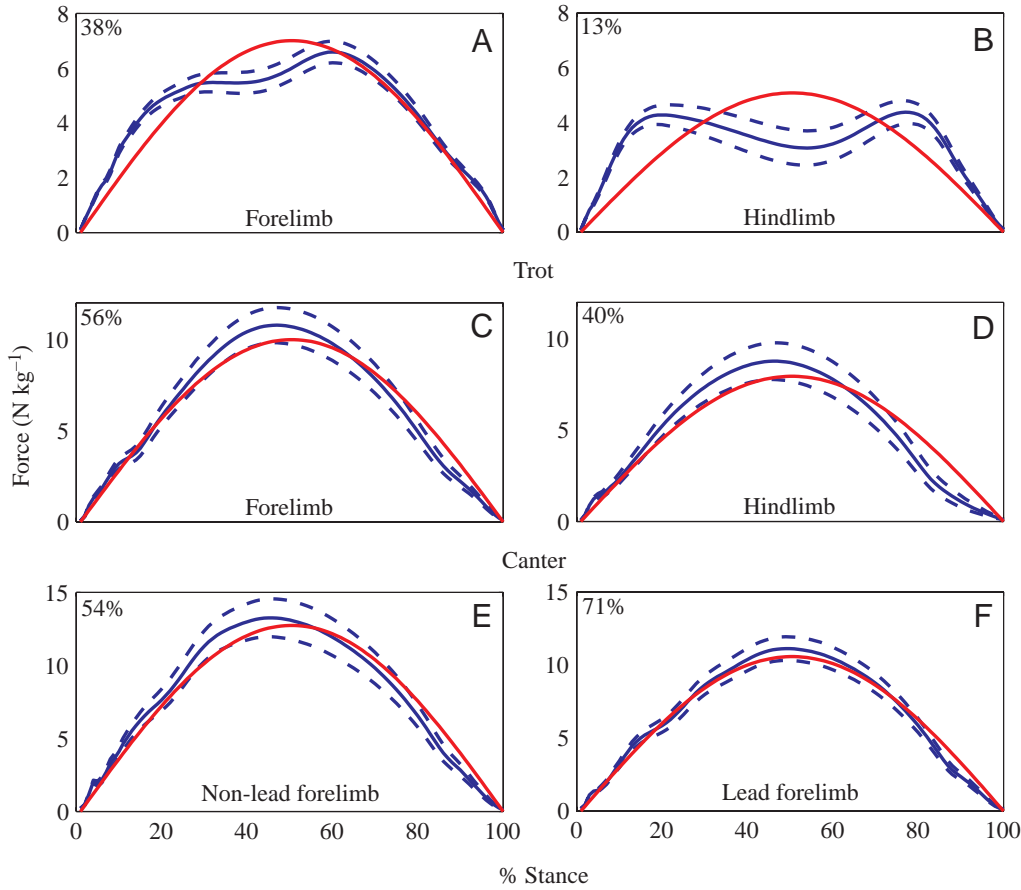 8
38%
A
6
4
2
0
Forelimb
8
13%
B
6
4
2
0
Hindlimb
Trot
Force (N kg⁻¹)
56%
C
10
5
0
Forelimb
40%
D
10
5
0
Hindlimb
Canter
15
54%
E
10
5
0
Non-lead forelimb
0 20 40 60 80 100
15
71%
F
10
5
0
Lead forelimb
0 20 40 60 80 100
% Stance